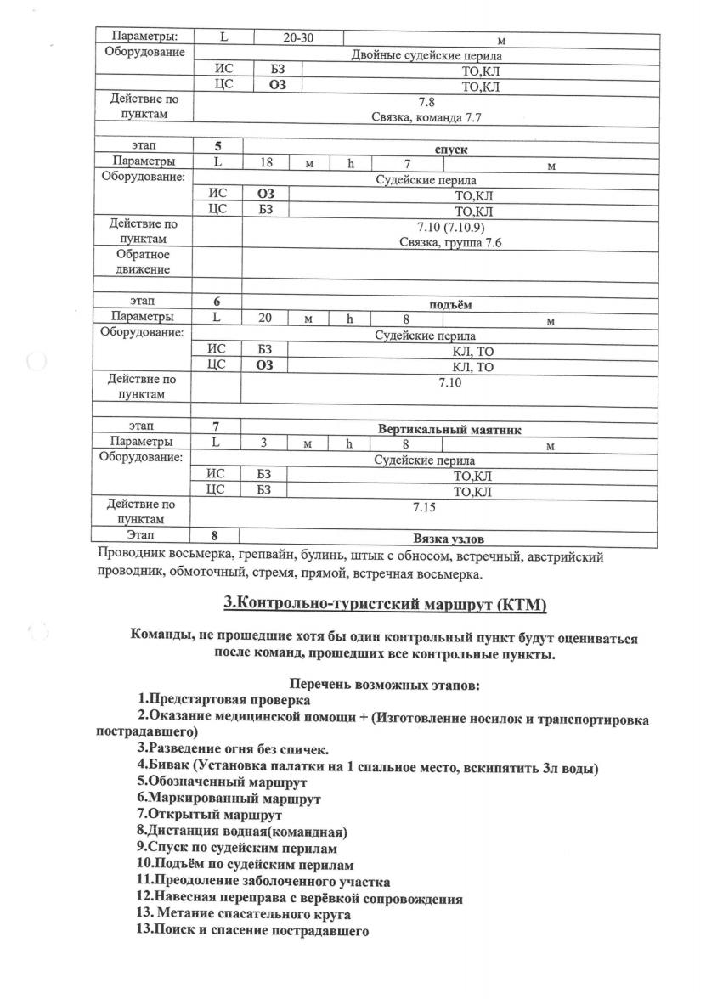 Параметры: L 20-30 м
Оборудование Двойные судейские перила
ИС БЗ ТО,КЛ
ЦС ОЗ ТО,КЛ
Действие по 7.8
пунктам Связка, команда 7.7
этап 5 спуск
Параметры L 18 м h 7 м
Оборудование: Судейские перила
ИС ОЗ ТО,КЛ
ЦС БЗ ТО,КЛ
Действие по 7.10 (7.10.9)
пунктам Связка, группа 7.6
Обратное
движение
этап 6 подъём
Параметры L 20 м h 8 м
Оборудование: Судейские перила
ИС БЗ КЛ, ТО
ЦС ОЗ КЛ, ТО
Действие по 7.10
пунктам
этап 7 Вертикальный маятник
Параметры L 3 м h 8 м
Оборудование: Судейские перила
ИС БЗ ТО,КЛ
ЦС БЗ ТО,КЛ
Действие по 7.15
пунктам
Этап 8 Вязка узлов
Проводник восьмерка, грепвайн, булинь, штык с обносом, встречный, австрийский
проводник, обмоточный, стремя, прямой, встречная восьмерка.
3.Контрольно-туристский маршрут (КТМ)
Команды, не прошедшие хотя бы один контрольный пункт будут оцениваться
после команд, прошедших все контрольные пункты.
Перечень возможных этапов:
1.Предстартовая проверка
2.Оказание медицинской помощи + (Изготовление носилок и транспортировка
пострадавшего)
3.Разведение огня без спичек.
4.Бивак (Установка палатки на 1 спальное место, вскипятить 3л воды)
5.Обозначенный маршрут
6.Маркированный маршрут
7.Открытый маршрут
8.Дистанция водная(командная)
9.Спуск по судейским перилам
10.Подъём по судейским перилам
11.Преодоление заболоченного участка
12.Навесная переправа с верёвкой сопровождения
13. Метание спасательного круга
13.Поиск и спасение пострадавшего